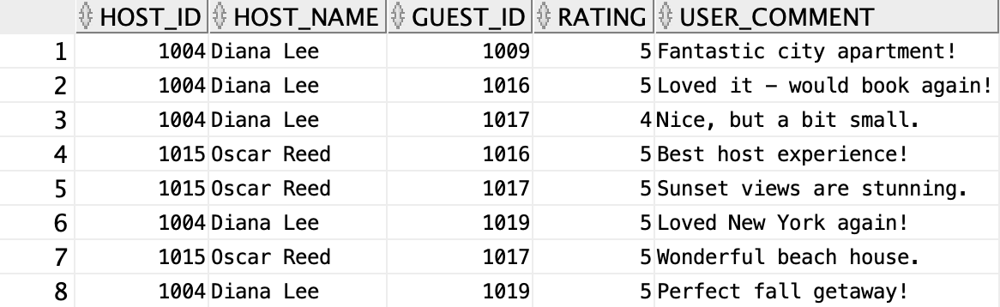 HOST_ID HOST_NAME GUEST_ID RATING USER_COMMENT
1 1004 Diana Lee 1009 5 Fantastic city apartment!
2 1004 Diana Lee 1016 5 Loved it – would book again!
3 1004 Diana Lee 1017 4 Nice, but a bit small.
4 1015 Oscar Reed 1016 5 Best host experience!
5 1015 Oscar Reed 1017 5 Sunset views are stunning.
6 1004 Diana Lee 1019 5 Loved New York again!
7 1015 Oscar Reed 1017 5 Wonderful beach house.
8 1004 Diana Lee 1019 5 Perfect fall getaway!